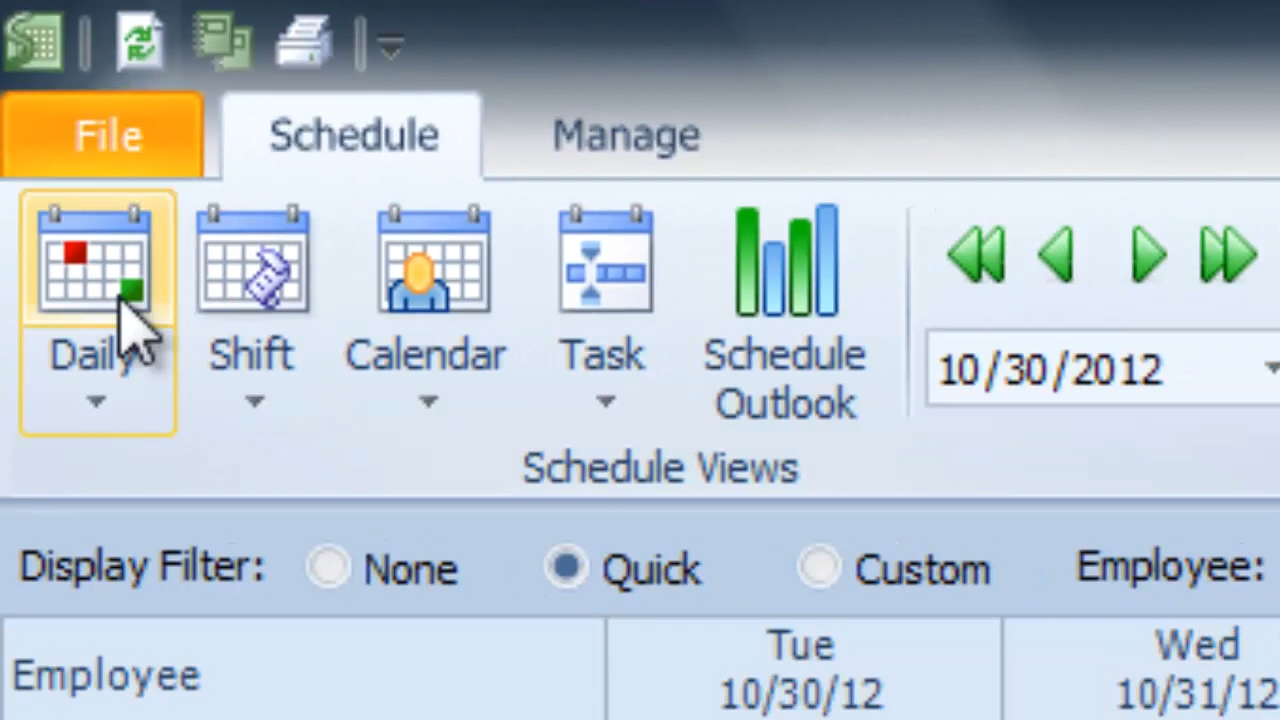 File Schedule Manage
Daily Shift Calendar Task Schedule Outlook
10/30/2012
Schedule Views
Display Filter: None Quick Custom Employee:
Employee
Tue
10/30/12
Wed
10/31/12